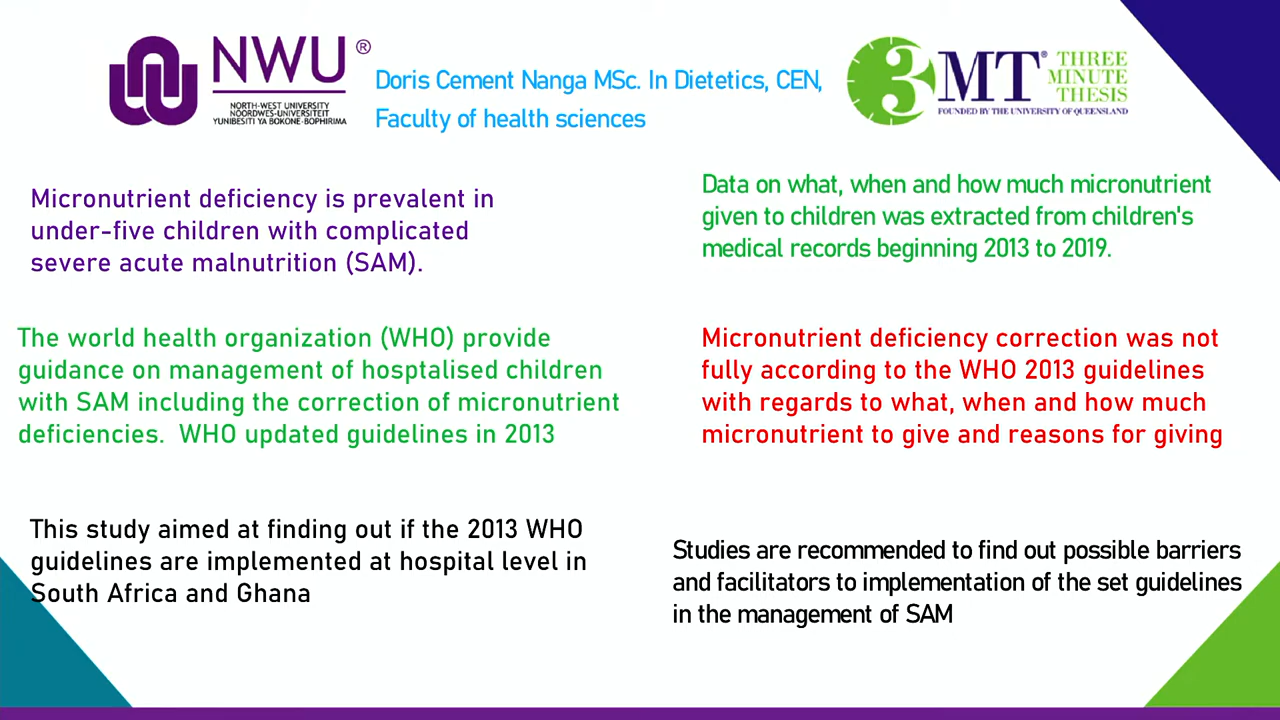 NWU®
NORTH-WEST UNIVERSITY
NOORDWES-UNIVERSITEIT
YUNIBESITI YA BOKONE-BOPHIRIMA
Doris Cement Nanga MSc. In Dietetics, CEN,
Faculty of health sciences
3MT® THREE
MINUTE
THESIS
FOUNDED BY THE UNIVERSITY OF QUEENSLAND
Micronutrient deficiency is prevalent in
under-five children with complicated
severe acute malnutrition (SAM).
The world health organization (WHO) provide
guidance on management of hosptalised children
with SAM including the correction of micronutrient
deficiencies.  WHO updated guidelines in 2013
This study aimed at finding out if the 2013 WHO
guidelines are implemented at hospital level in
South Africa and Ghana
Data on what, when and how much micronutrient
given to children was extracted from children's
medical records beginning 2013 to 2019.
Micronutrient deficiency correction was not
fully according to the WHO 2013 guidelines
with regards to what, when and how much
micronutrient to give and reasons for giving
Studies are recommended to find out possible barriers
and facilitators to implementation of the set guidelines
in the management of SAM